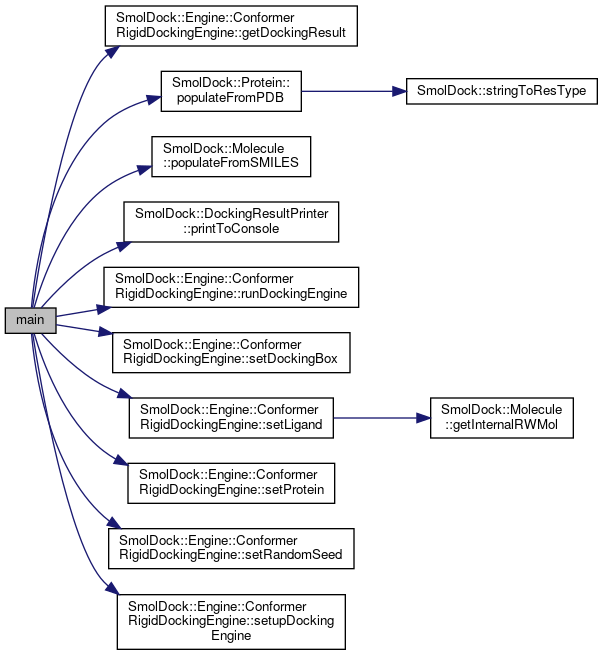 SmolDock::Engine::Conformer
RigidDockingEngine::getDockingResult
SmolDock::Protein::
populateFromPDB
SmolDock::stringToResType
SmolDock::Molecule
::populateFromSMILES
SmolDock::DockingResultPrinter
::printToConsole
SmolDock::Engine::Conformer
RigidDockingEngine::runDockingEngine
main
SmolDock::Engine::Conformer
RigidDockingEngine::setDockingBox
SmolDock::Engine::Conformer
RigidDockingEngine::setLigand
SmolDock::Molecule
::getInternalRWMol
SmolDock::Engine::Conformer
RigidDockingEngine::setProtein
SmolDock::Engine::Conformer
RigidDockingEngine::setRandomSeed
SmolDock::Engine::Conformer
RigidDockingEngine::setupDocking
Engine